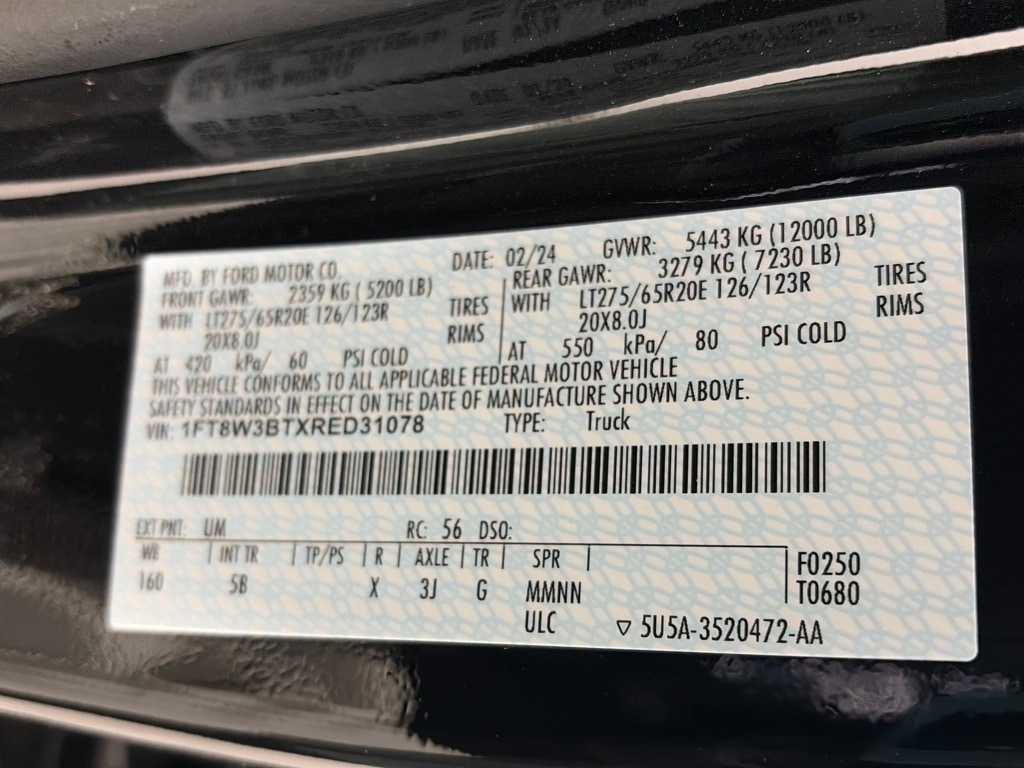 MFD. BY FORD MOTOR CO. DATE: 02/24 GVWR: 5443 KG (12000 LB)
FRONT GAWR: 2359 KG (5200 LB) REAR GAWR: 3279 KG (7230 LB)
WITH LT275/65R20E 126/123R TIRES WITH LT275/65R20E 126/123R TIRES
20X8.0J RIMS 20X8.0J RIMS
AT 420 kPa/ 60 PSI COLD AT 550 kPa/ 80 PSI COLD
THIS VEHICLE CONFORMS TO ALL APPLICABLE FEDERAL MOTOR VEHICLE
SAFETY STANDARDS IN EFFECT ON THE DATE OF MANUFACTURE SHOWN ABOVE.
VIN: 1FT8W3BTXRED31078 TYPE: Truck
EXT PNT: UM RC: 56 DSO:
WB INT TR TP/PS R AXLE TR SPR F0250
160 5B X 3J G MMNN T0680
ULC ▽ 5U5A-3520472-AA